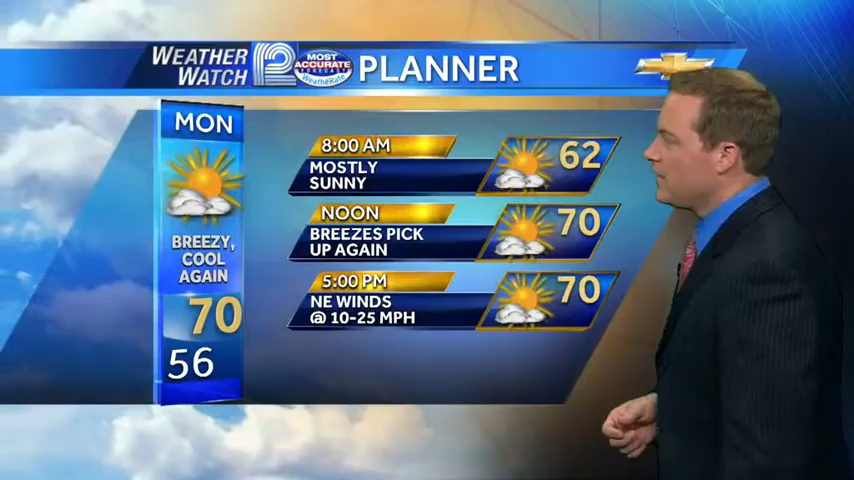 WEATHER
WATCH
12
MOST
ACCURATE
FORECAST
WeatheRate
PLANNER
MON
BREEZY,
COOL
AGAIN
70
56
8:00 AM
MOSTLY
SUNNY
62
NOON
BREEZES PICK
UP AGAIN
70
5:00 PM
NE WINDS
@ 10-25 MPH
70